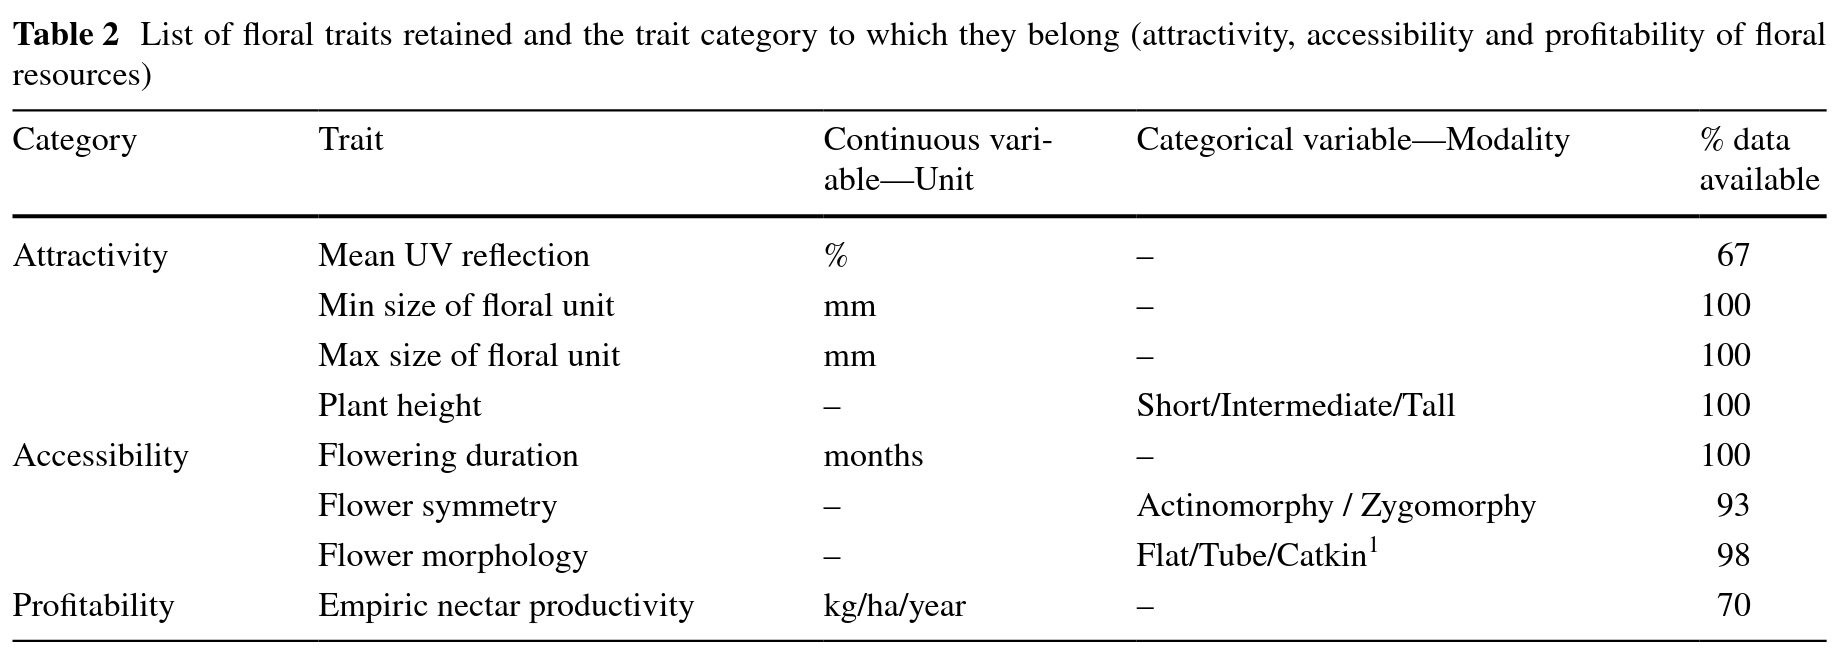 Table 2 List of floral traits retained and the trait category to which they belong (attractivity, accessibility and profitability of floral
resources)
Category Trait Continuous vari- Categorical variable—Modality % data
able—Unit available
Attractivity Mean UV reflection % – 67
Min size of floral unit mm – 100
Max size of floral unit mm – 100
Plant height – Short/Intermediate/Tall 100
Accessibility Flowering duration months – 100
Flower symmetry – Actinomorphy / Zygomorphy 93
Flower morphology – Flat/Tube/Catkin¹ 98
Profitability Empiric nectar productivity kg/ha/year – 70